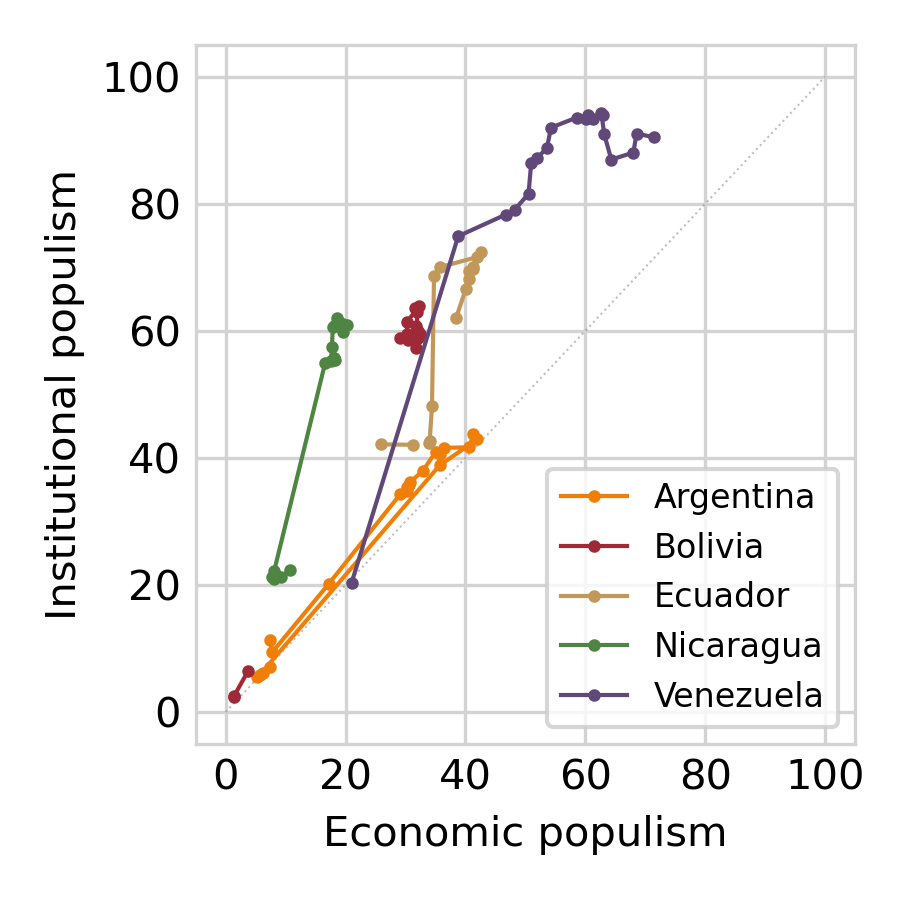 100
80
60
40
20
0
Institutional populism
0 20 40 60 80 100
Economic populism
Argentina
Bolivia
Ecuador
Nicaragua
Venezuela